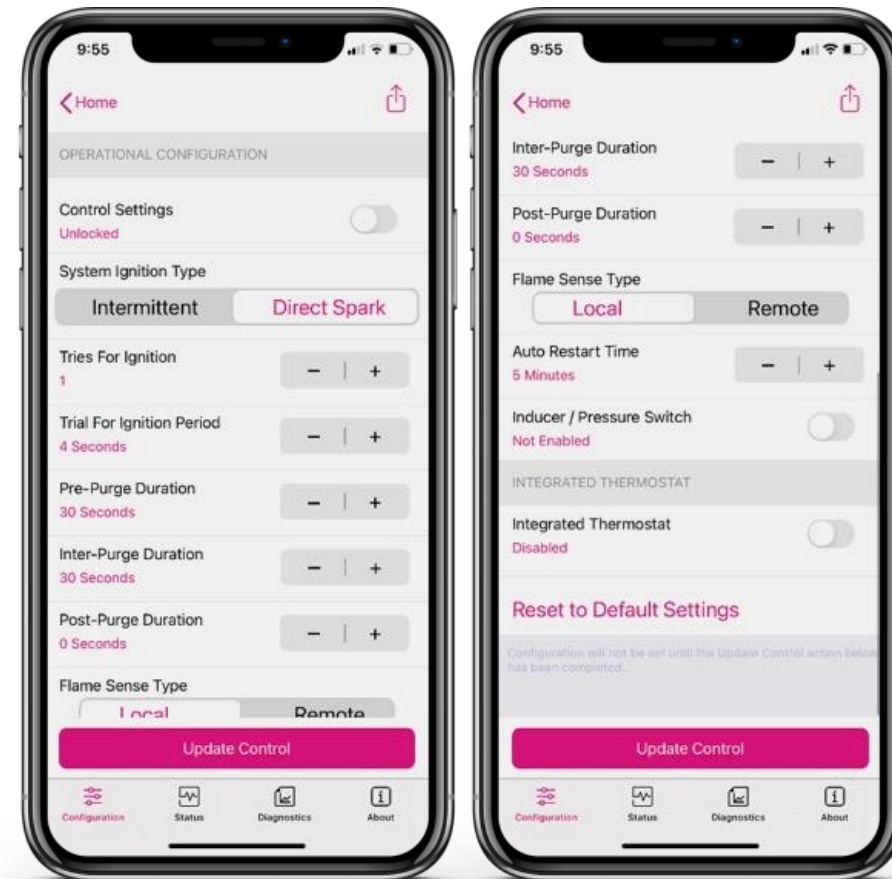 9:55
Home
OPERATIONAL CONFIGURATION
Control Settings
Unlocked
System Ignition Type
Intermittent Direct Spark
Tries For Ignition
1
− | +
Trial For Ignition Period
4 Seconds
− | +
Pre-Purge Duration
30 Seconds
− | +
Inter-Purge Duration
30 Seconds
− | +
Post-Purge Duration
0 Seconds
− | +
Flame Sense Type
Local Remote
Update Control
Configuration Status Diagnostics About
9:55
Home
Inter-Purge Duration
30 Seconds
− | +
Post-Purge Duration
0 Seconds
− | +
Flame Sense Type
Local Remote
Auto Restart Time
5 Minutes
− | +
Inducer / Pressure Switch
Not Enabled
INTEGRATED THERMOSTAT
Integrated Thermostat
Disabled
Reset to Default Settings
Configuration will not be set until the Update Control action below
has been completed.
Update Control
Configuration Status Diagnostics About